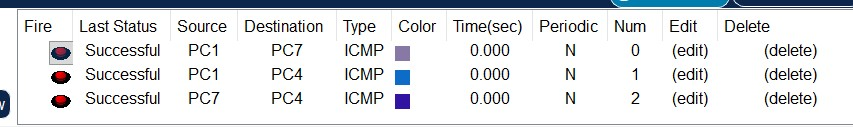 Fire Last Status Source Destination Type Color Time(sec) Periodic Num Edit Delete
Successful PC1 PC7 ICMP 0.000 N 0 (edit) (delete)
Successful PC1 PC4 ICMP 0.000 N 1 (edit) (delete)
Successful PC7 PC4 ICMP 0.000 N 2 (edit) (delete)